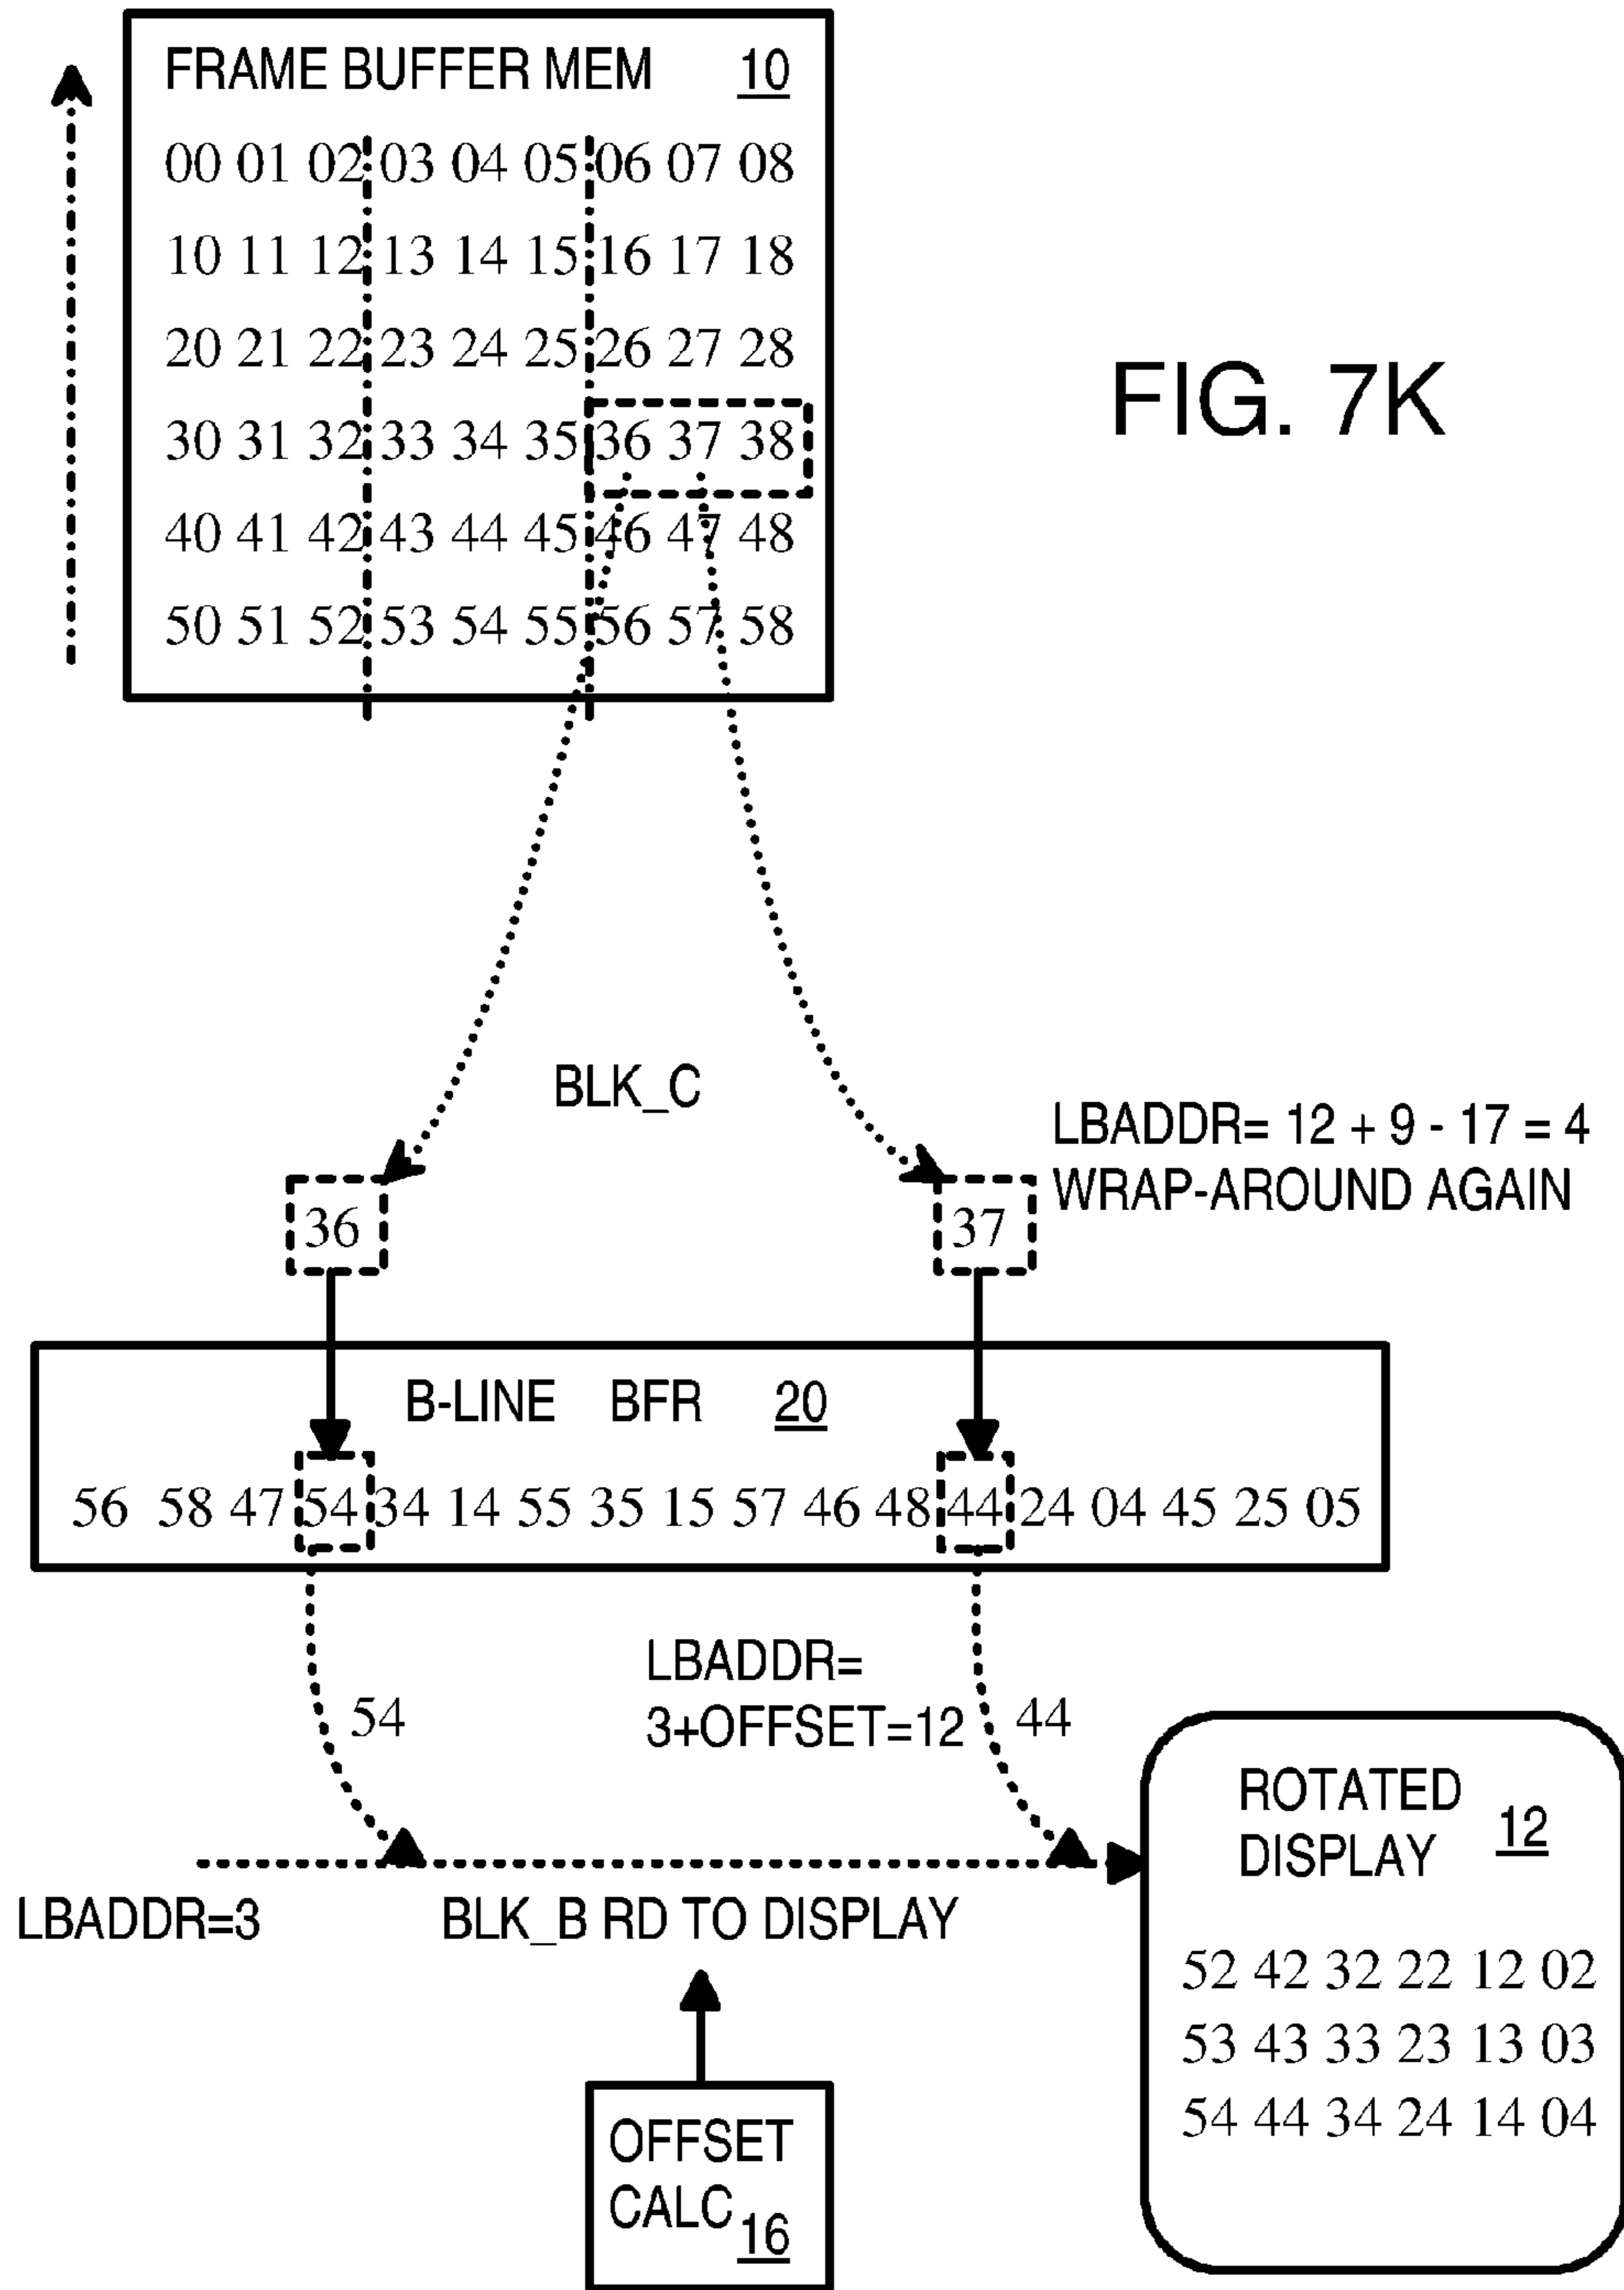 FRAME BUFFER MEM 10
00 01 02 03 04 05 06 07 08
10 11 12 13 14 15 16 17 18
20 21 22 23 24 25 26 27 28
30 31 32 33 34 35 36 37 38
40 41 42 43 44 45 46 47 48
50 51 52 53 54 55 56 57 58
FIG. 7K
BLK_C
LBADDR= 12 + 9 - 17 = 4
WRAP-AROUND AGAIN
36
37
B-LINE BFR 20
56 58 47 54 34 14 55 35 15 57 46 48 44 24 04 45 25 05
54
LBADDR=
3+OFFSET=12
44
LBADDR=3
BLK_B RD TO DISPLAY
OFFSET
CALC 16
ROTATED
DISPLAY 12
52 42 32 22 12 02
53 43 33 23 13 03
54 44 34 24 14 04